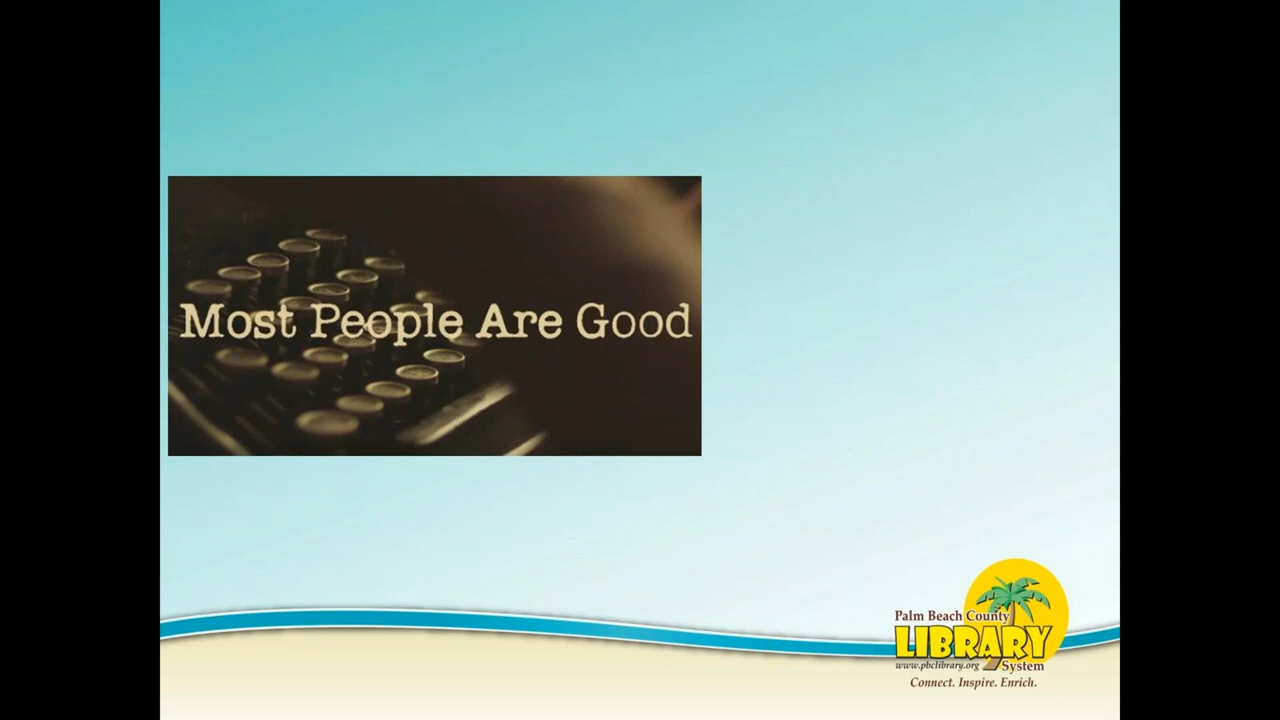 Most People Are Good
Palm Beach County
LIBRARY
www.pbclibrary.org System
Connect. Inspire. Enrich.